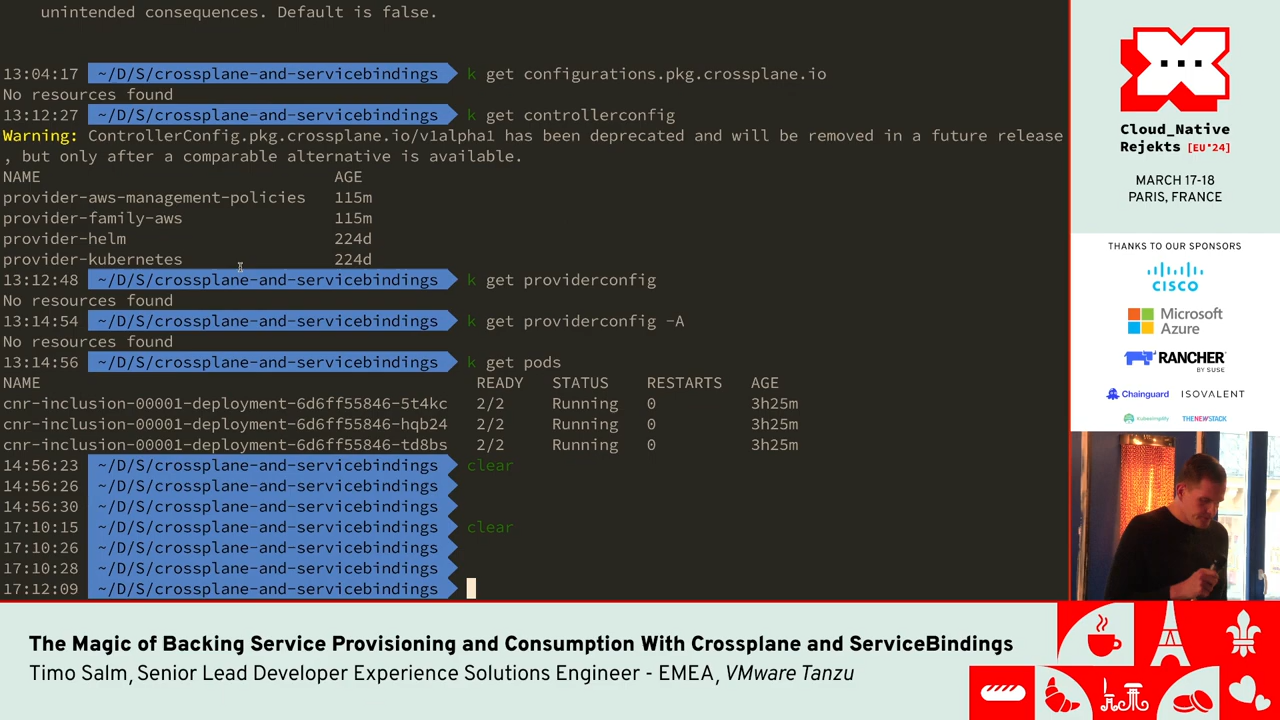 unintended consequences. Default is false.
13:04:17 ~/D/S/crossplane-and-servicebindings k get configurations.pkg.crossplane.io
No resources found
13:12:27 ~/D/S/crossplane-and-servicebindings k get controllerconfig
Warning: ControllerConfig.pkg.crossplane.io/v1alpha1 has been deprecated and will be removed in a future release
, but only after a comparable alternative is available.
NAME AGE
provider-aws-management-policies 115m
provider-family-aws 115m
provider-helm 224d
provider-kubernetes 224d
13:12:48 ~/D/S/crossplane-and-servicebindings k get providerconfig
No resources found
13:14:54 ~/D/S/crossplane-and-servicebindings k get providerconfig -A
No resources found
13:14:56 ~/D/S/crossplane-and-servicebindings k get pods
NAME READY STATUS RESTARTS AGE
cnr-inclusion-00001-deployment-6d6ff55846-5t4kc 2/2 Running 0 3h25m
cnr-inclusion-00001-deployment-6d6ff55846-hqb24 2/2 Running 0 3h25m
cnr-inclusion-00001-deployment-6d6ff55846-td8bs 2/2 Running 0 3h25m
14:56:23 ~/D/S/crossplane-and-servicebindings clear
14:56:26 ~/D/S/crossplane-and-servicebindings
14:56:30 ~/D/S/crossplane-and-servicebindings
17:10:15 ~/D/S/crossplane-and-servicebindings clear
17:10:26 ~/D/S/crossplane-and-servicebindings
17:10:28 ~/D/S/crossplane-and-servicebindings
17:12:09 ~/D/S/crossplane-and-servicebindings
Cloud_Native
Rejekts [EU'24]
MARCH 17-18
PARIS, FRANCE
THANKS TO OUR SPONSORS
CISCO
Microsoft
Azure
RANCHER
BY SUSE
Chainguard ISOVALENT
Kubesimplify THENEWSTACK
The Magic of Backing Service Provisioning and Consumption With Crossplane and ServiceBindings
Timo Salm, Senior Lead Developer Experience Solutions Engineer - EMEA, VMware Tanzu